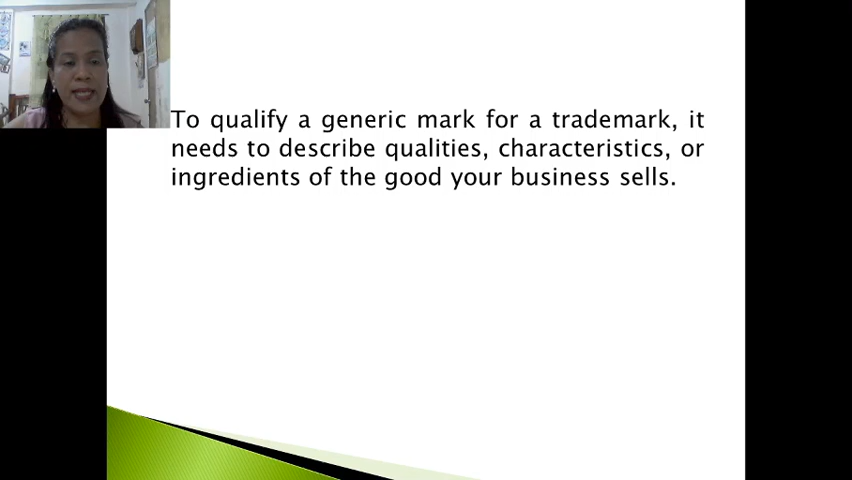 To qualify a generic mark for a trademark, it
needs to describe qualities, characteristics, or
ingredients of the good your business sells.